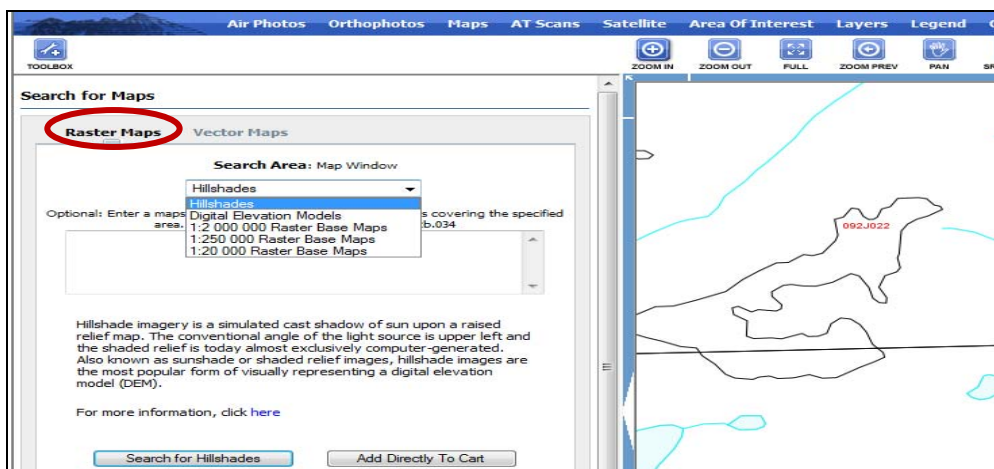 Air Photos Orthophotos Maps AT Scans Satellite Area Of Interest Layers Legend
TOOLBOX
ZOOM IN ZOOM OUT FULL ZOOM PREV PAN
Search for Maps
Raster Maps Vector Maps
Search Area: Map Window
Hillshades
Hillshades
Digital Elevation Models
1:2 000 000 Raster Base Maps
1:250 000 Raster Base Maps
1:20 000 Raster Base Maps
Optional: Enter a maps covering the specified
area. b.034
092J022
Hillshade imagery is a simulated cast shadow of sun upon a raised
relief map. The conventional angle of the light source is upper left and
the shaded relief is today almost exclusively computer-generated.
Also known as sunshade or shaded relief images, hillshade images are
the most popular form of visually representing a digital elevation
model (DEM).
For more information, click here
Search for Hillshades Add Directly To Cart